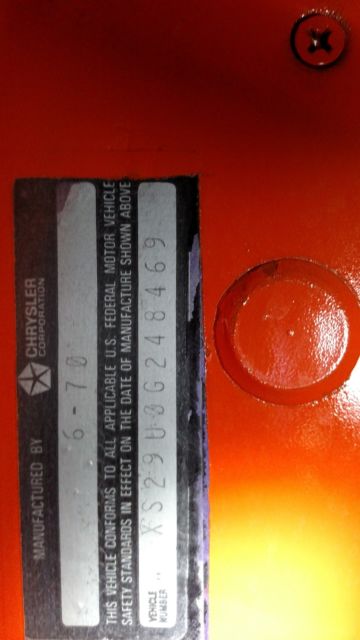 MANUFACTURED BY CHRYSLER CORPORATION
6-70
THIS VEHICLE CONFORMS TO ALL APPLICABLE U.S. FEDERAL MOTOR VEHICLE
SAFETY STANDARDS IN EFFECT ON THE DATE OF MANUFACTURE SHOWN ABOVE
VEHICLE NUMBER XS29U0G248469